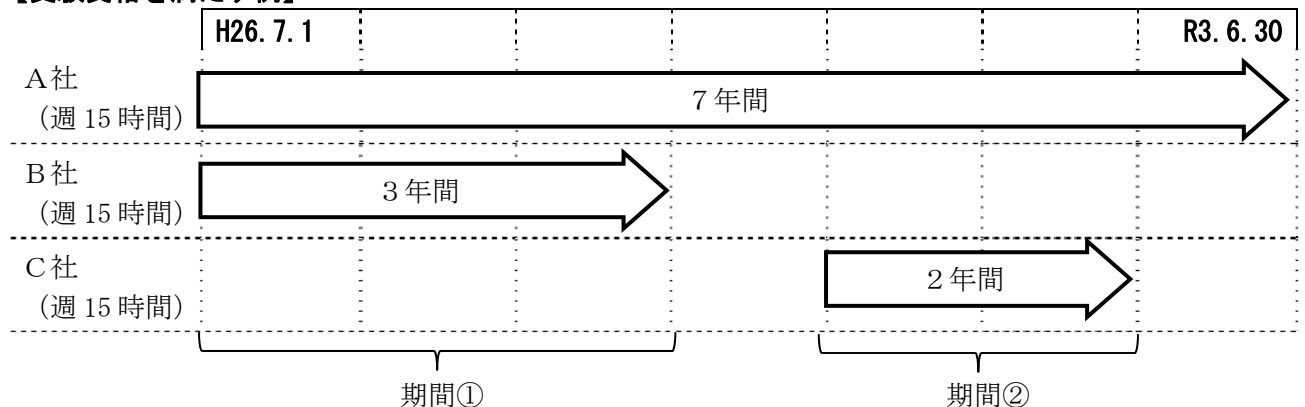 H26.7.1
R3.6.30
A社
(週15時間)
7年間
B社
(週15時間)
3年間
C社
(週15時間)
2年間
期間①
期間②